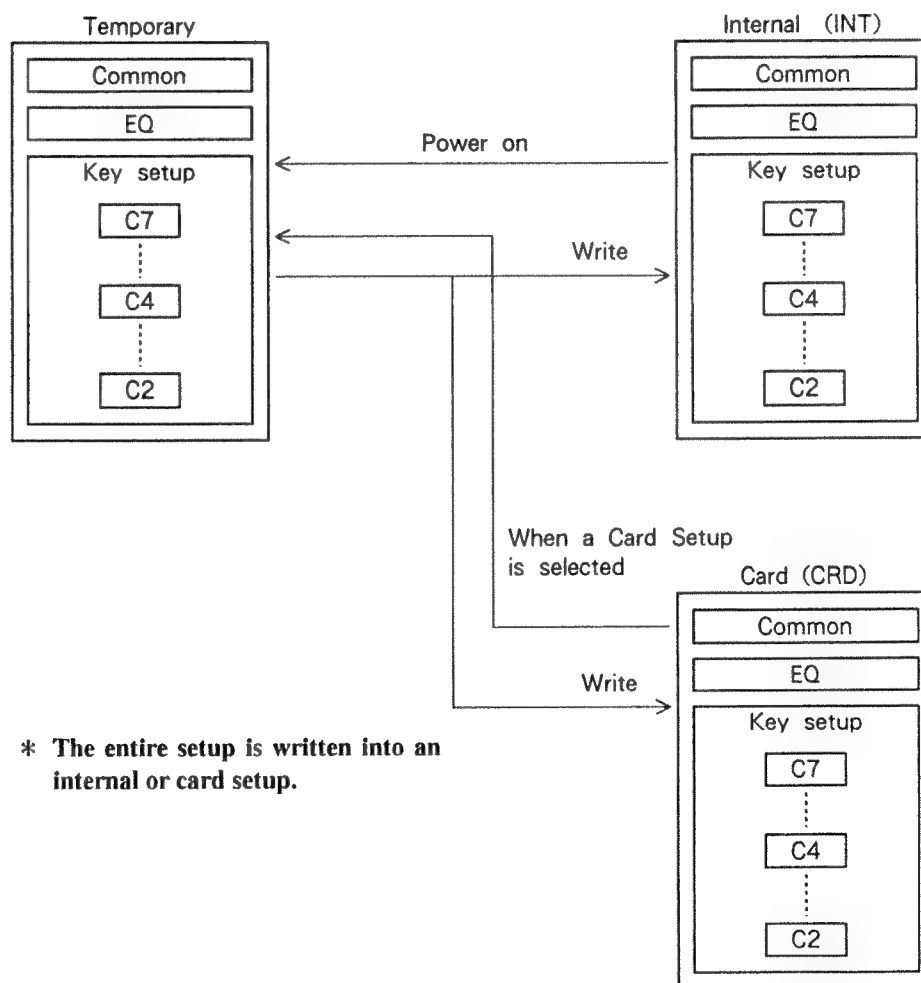 Temporary
Common
EQ
Key setup
C7
C4
C2
Internal (INT)
Common
EQ
Key setup
C7
C4
C2
Power on
Write
When a Card Setup
is selected
Write
Card (CRD)
Common
EQ
Key setup
C7
C4
C2
* The entire setup is written into an
internal or card setup.